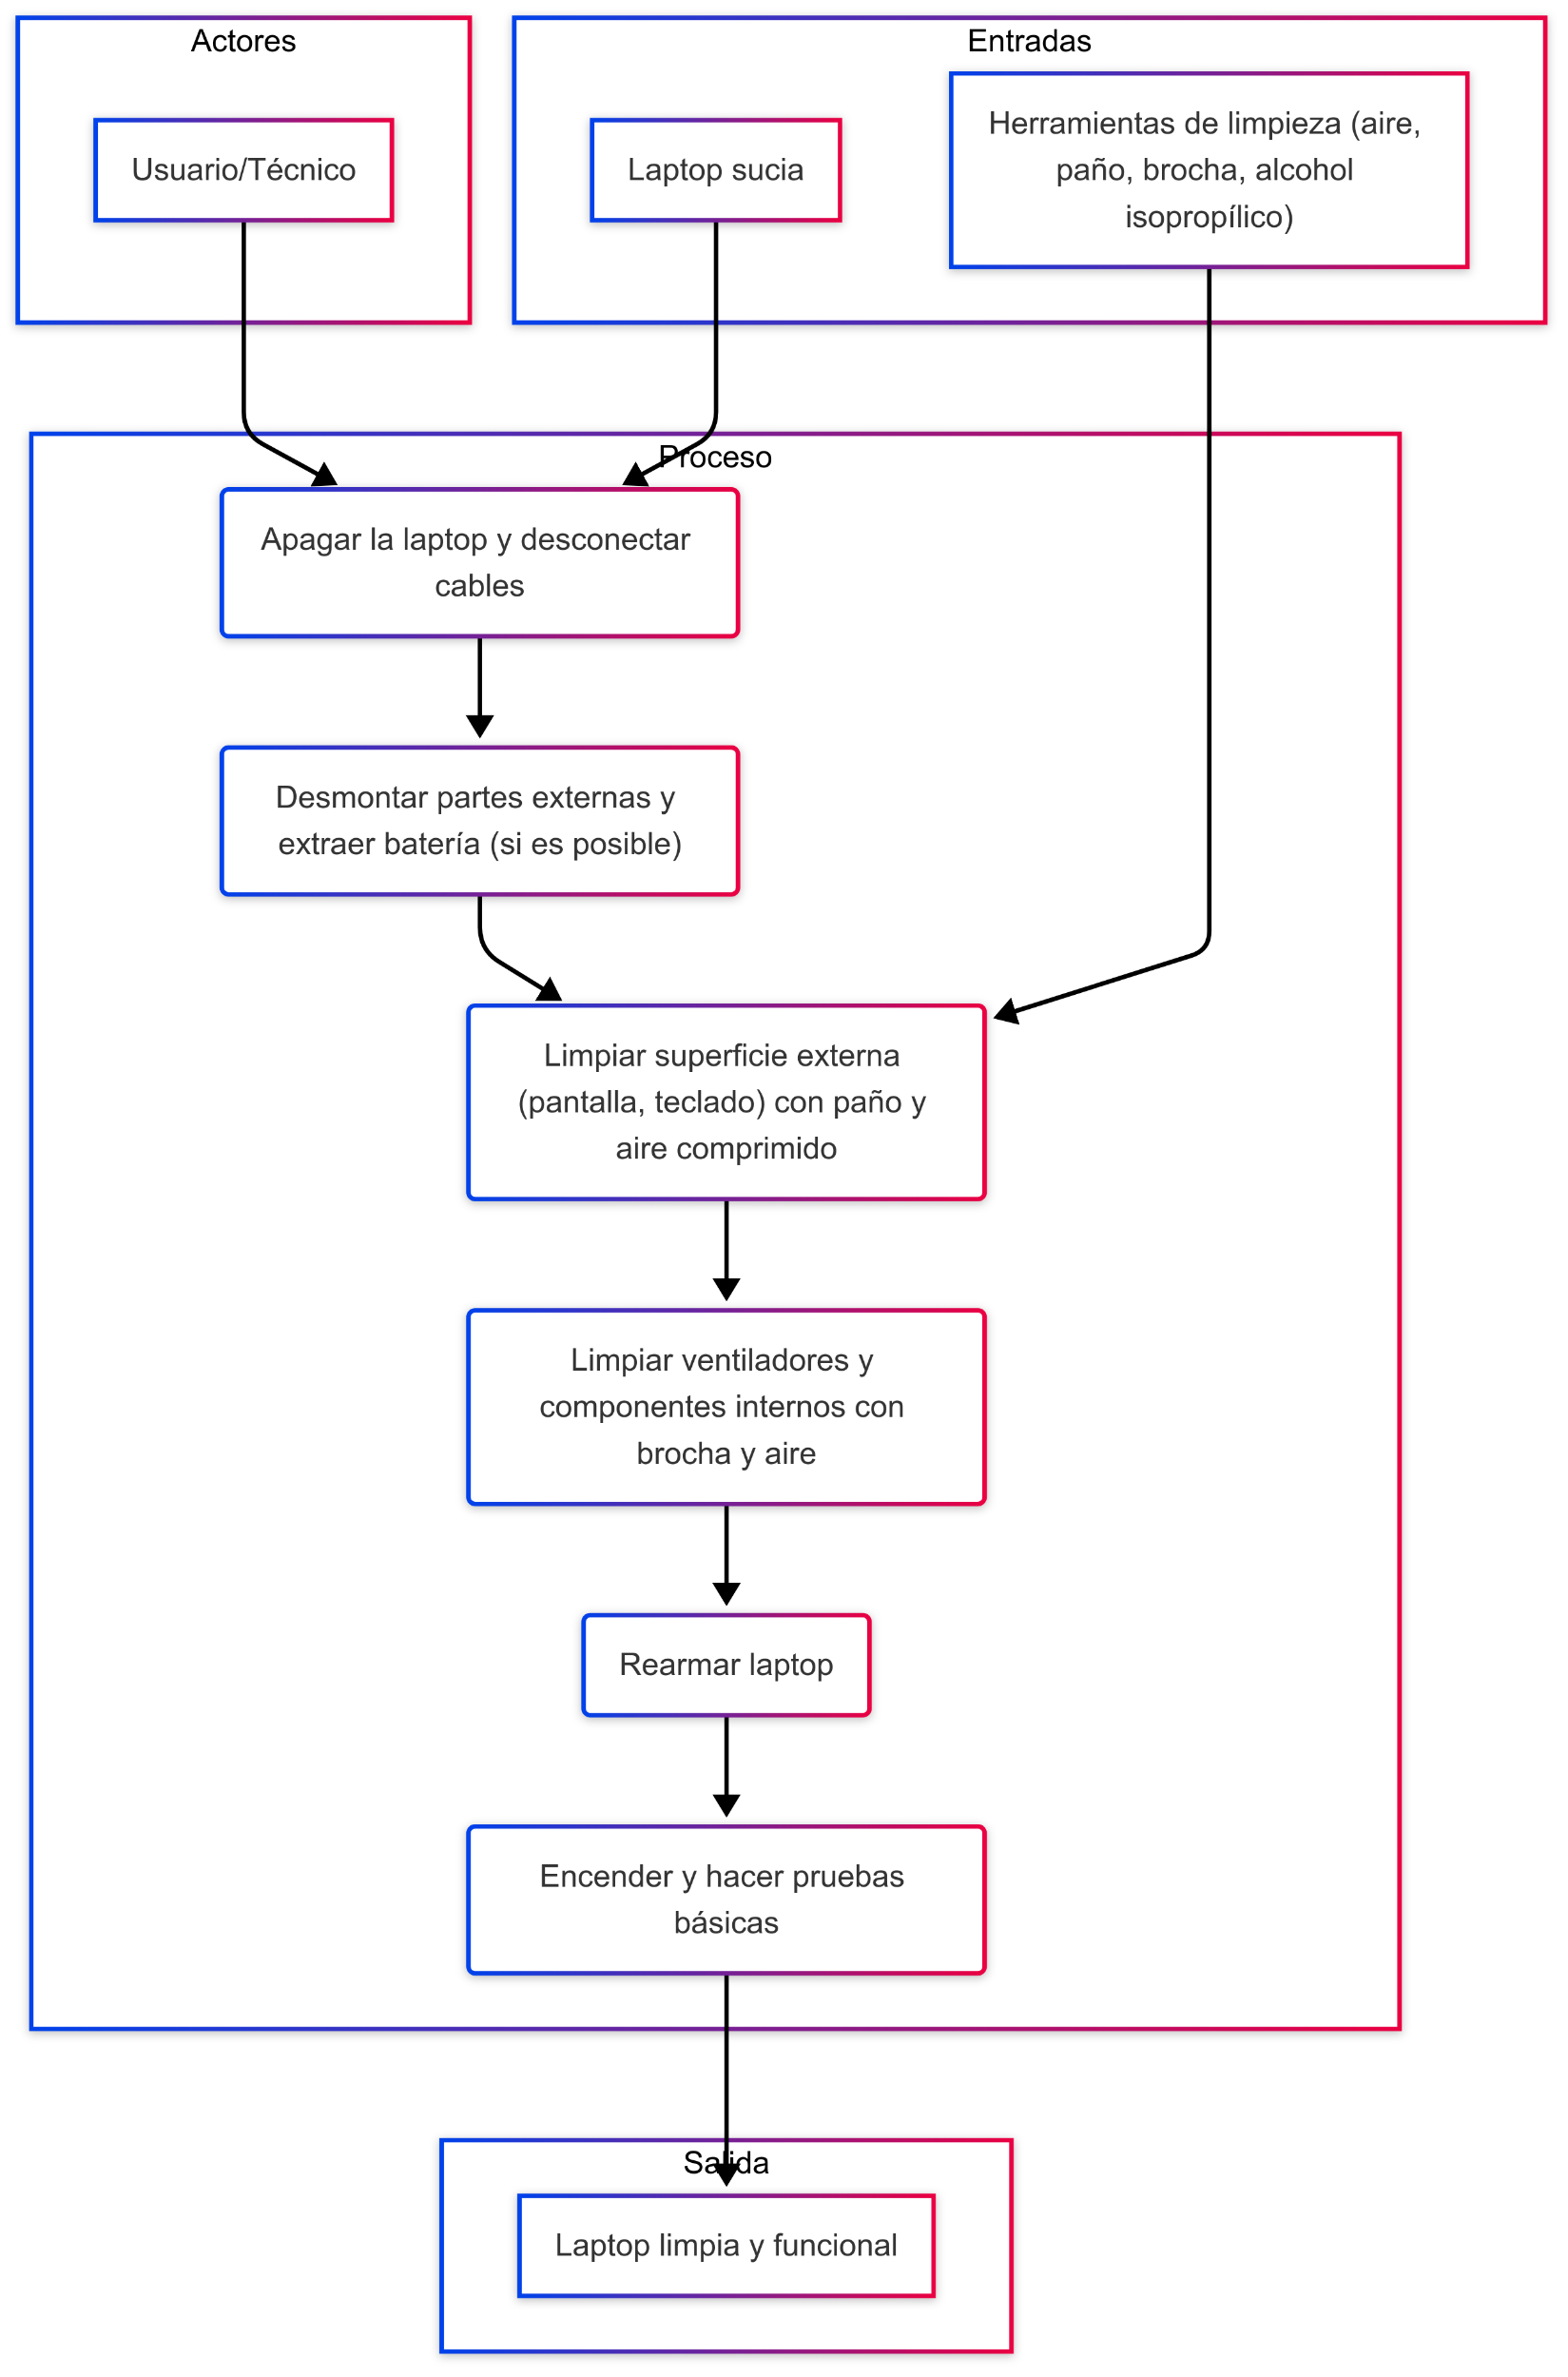 Actores
Usuario/Técnico
Entradas
Laptop sucia
Herramientas de limpieza (aire,
paño, brocha, alcohol
isopropílico)
Proceso
Apagar la laptop y desconectar
cables
Desmontar partes externas y
extraer batería (si es posible)
Limpiar superficie externa
(pantalla, teclado) con paño y
aire comprimido
Limpiar ventiladores y
componentes internos con
brocha y aire
Rearmar laptop
Encender y hacer pruebas
básicas
Salida
Laptop limpia y funcional